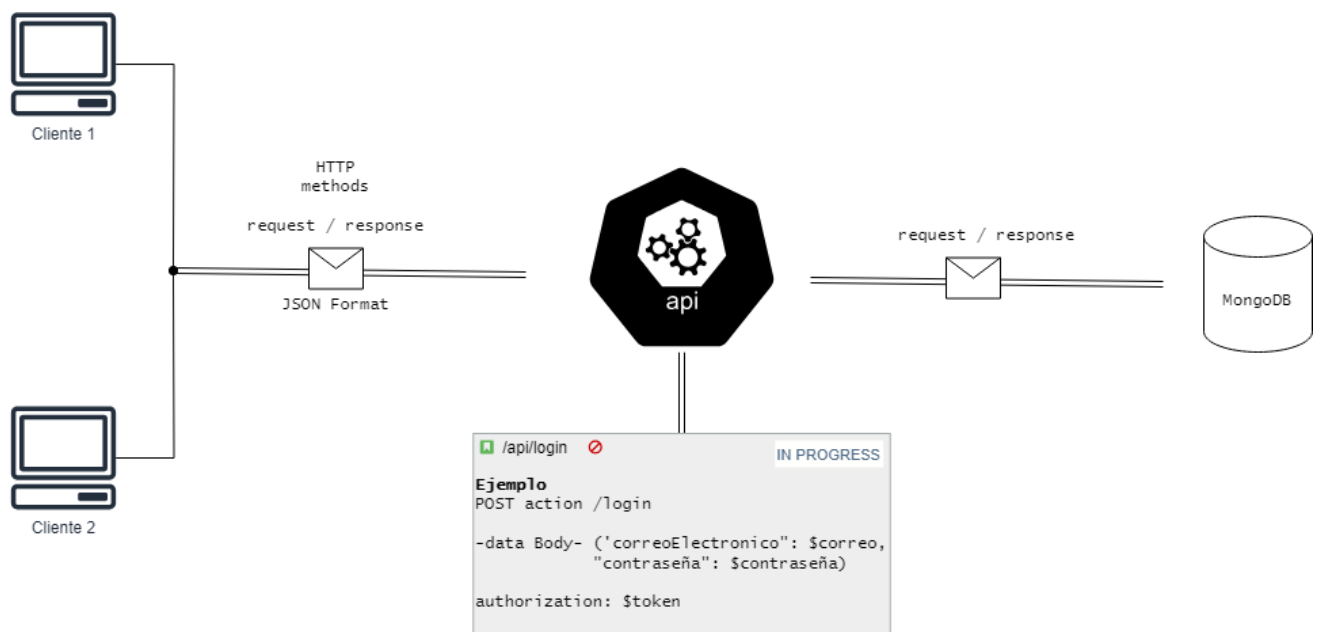 Cliente 1
HTTP
methods
request / response
JSON Format
api
request / response
MongoDB
Cliente 2
/api/login
IN PROGRESS
Ejemplo
POST action /login
-data Body- ('correoElectronico": $correo,
"contraseña": $contraseña)
authorization: $token